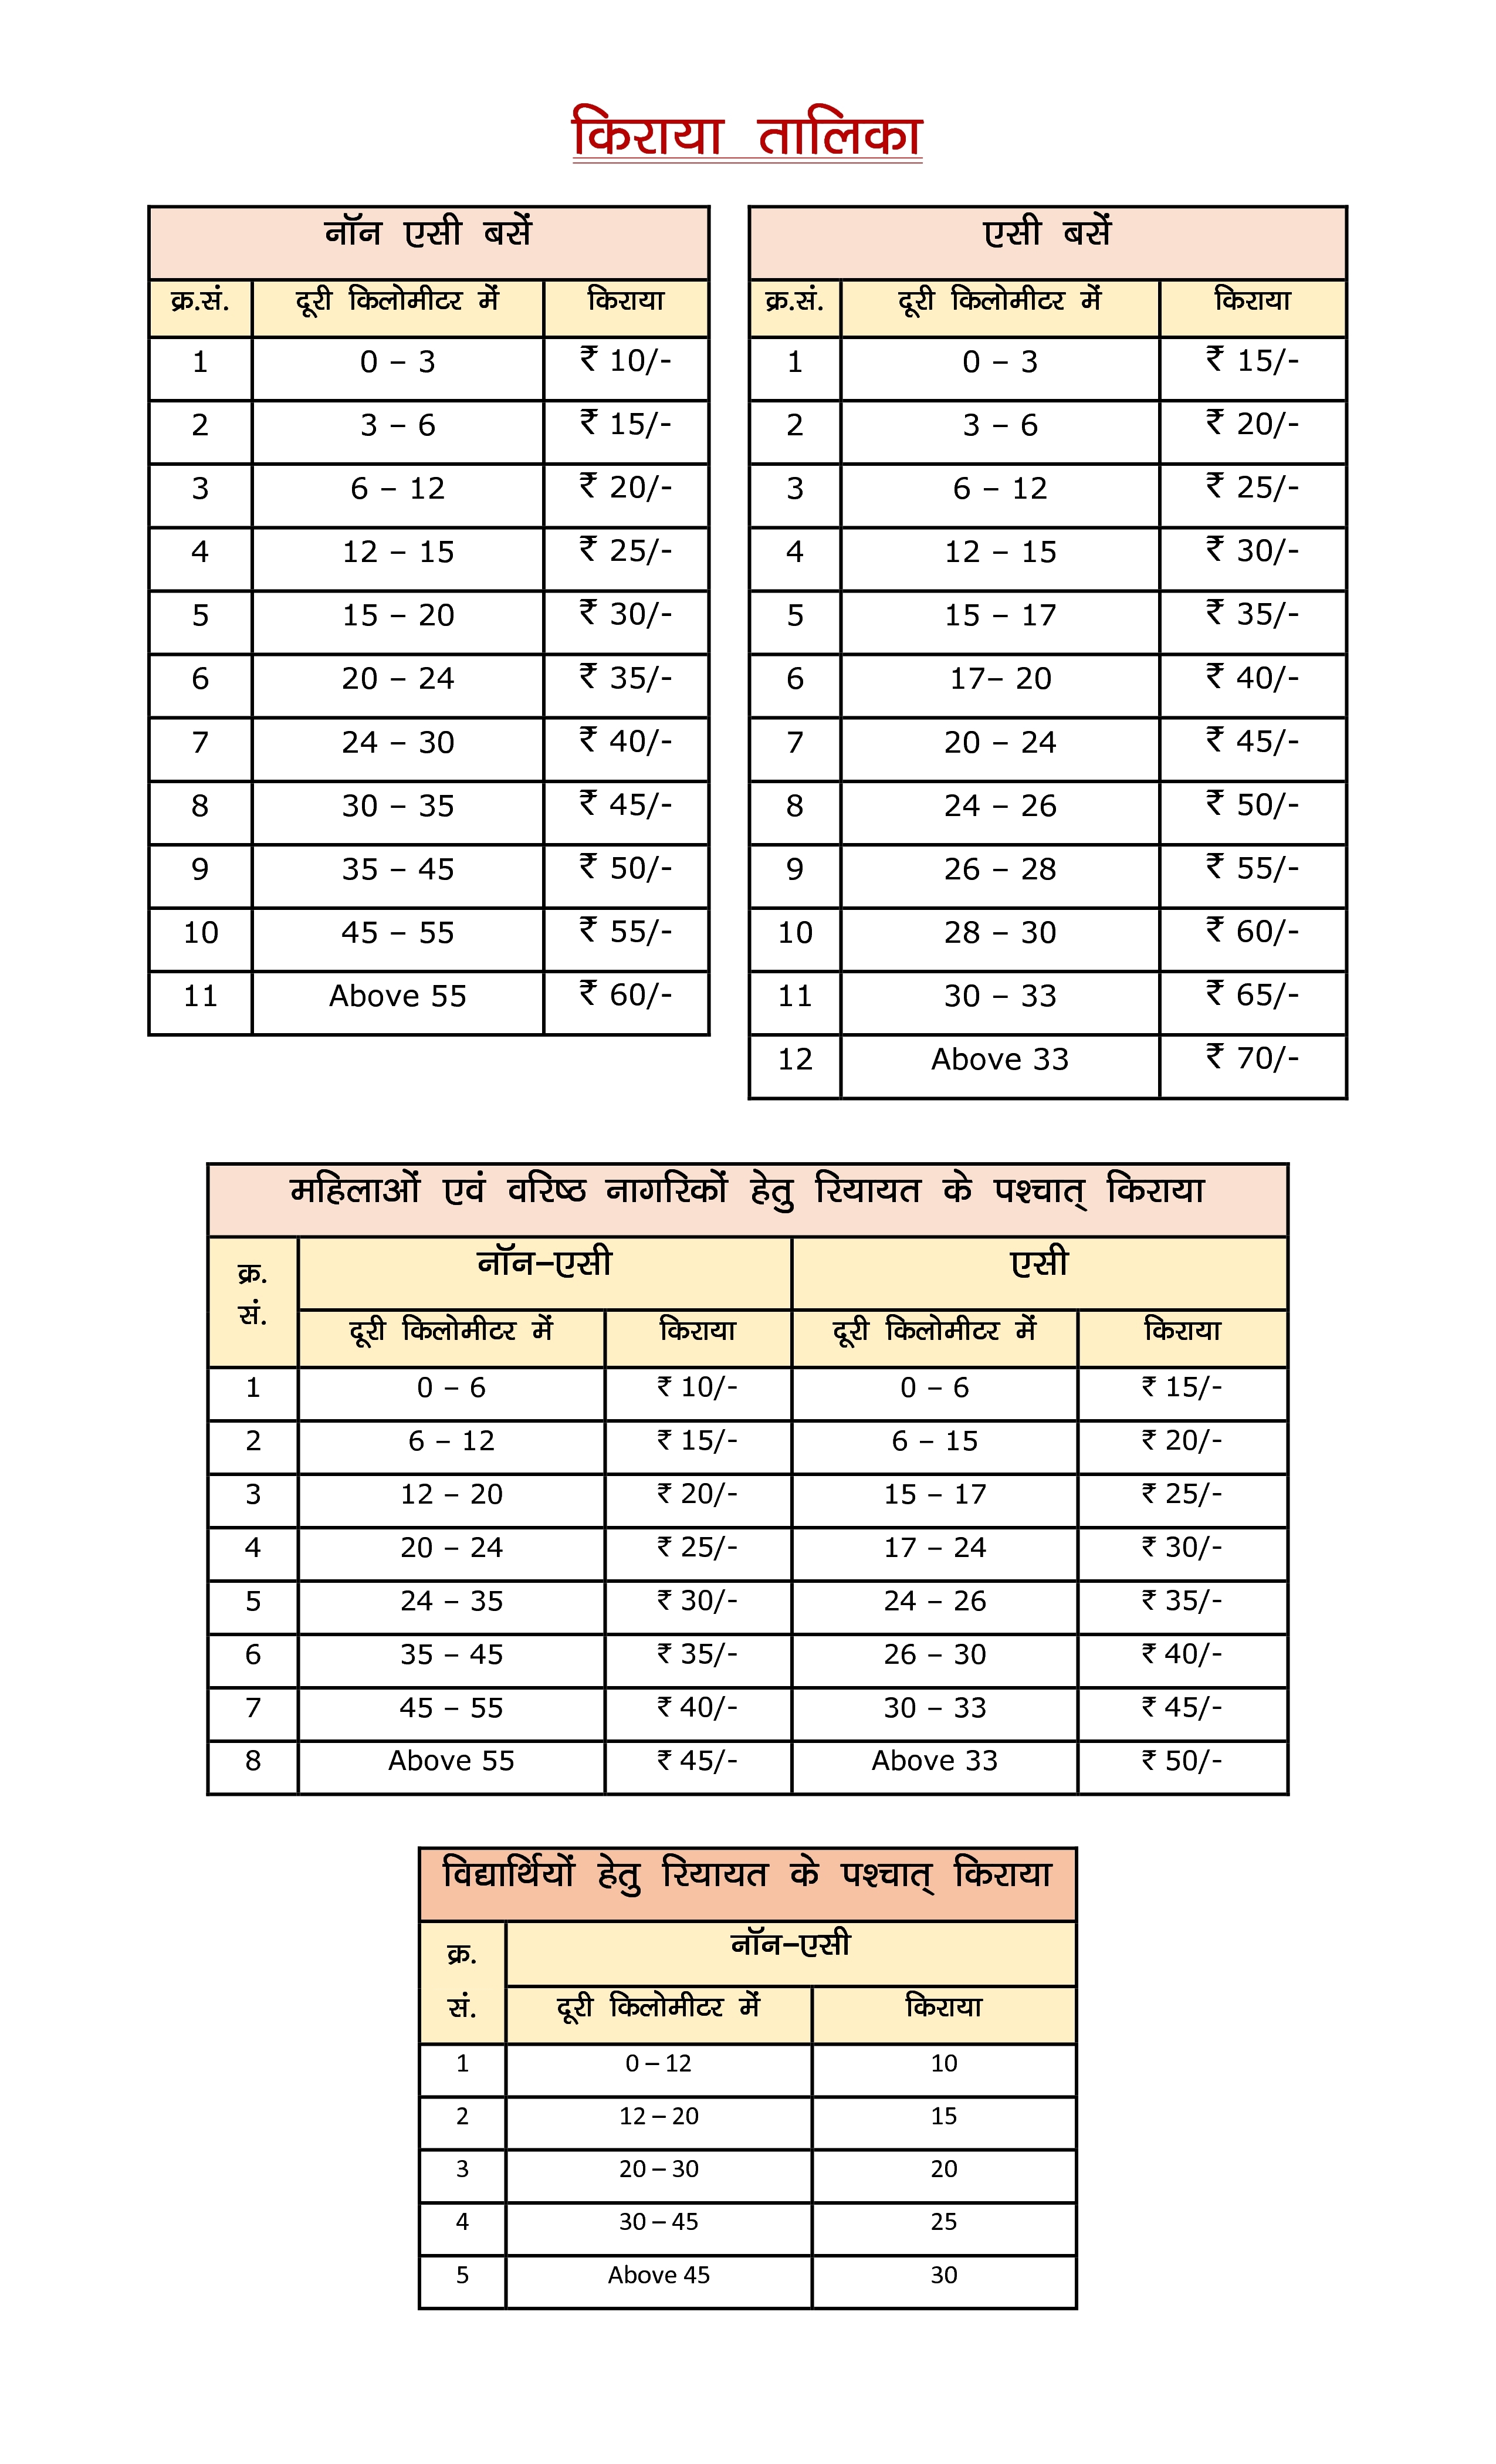 किराया तालिका
नॉन एसी बसें
क्र.सं. दूरी किलोमीटर में किराया
1 0 – 3 ₹ 10/-
2 3 – 6 ₹ 15/-
3 6 – 12 ₹ 20/-
4 12 – 15 ₹ 25/-
5 15 – 20 ₹ 30/-
6 20 – 24 ₹ 35/-
7 24 – 30 ₹ 40/-
8 30 – 35 ₹ 45/-
9 35 – 45 ₹ 50/-
10 45 – 55 ₹ 55/-
11 Above 55 ₹ 60/-
एसी बसें
क्र.सं. दूरी किलोमीटर में किराया
1 0 – 3 ₹ 15/-
2 3 – 6 ₹ 20/-
3 6 – 12 ₹ 25/-
4 12 – 15 ₹ 30/-
5 15 – 17 ₹ 35/-
6 17– 20 ₹ 40/-
7 20 – 24 ₹ 45/-
8 24 – 26 ₹ 50/-
9 26 – 28 ₹ 55/-
10 28 – 30 ₹ 60/-
11 30 – 33 ₹ 65/-
12 Above 33 ₹ 70/-
महिलाओं एवं वरिष्ठ नागरिकों हेतु रियायत के पश्चात् किराया
क्र.
सं.
नॉन–एसी एसी
दूरी किलोमीटर में किराया दूरी किलोमीटर में किराया
1 0 – 6 ₹ 10/- 0 – 6 ₹ 15/-
2 6 – 12 ₹ 15/- 6 – 15 ₹ 20/-
3 12 – 20 ₹ 20/- 15 – 17 ₹ 25/-
4 20 – 24 ₹ 25/- 17 – 24 ₹ 30/-
5 24 – 35 ₹ 30/- 24 – 26 ₹ 35/-
6 35 – 45 ₹ 35/- 26 – 30 ₹ 40/-
7 45 – 55 ₹ 40/- 30 – 33 ₹ 45/-
8 Above 55 ₹ 45/- Above 33 ₹ 50/-
विद्यार्थियों हेतु रियायत के पश्चात् किराया
क्र.
सं.
नॉन–एसी
दूरी किलोमीटर में किराया
1 0 – 12 10
2 12 – 20 15
3 20 – 30 20
4 30 – 45 25
5 Above 45 30